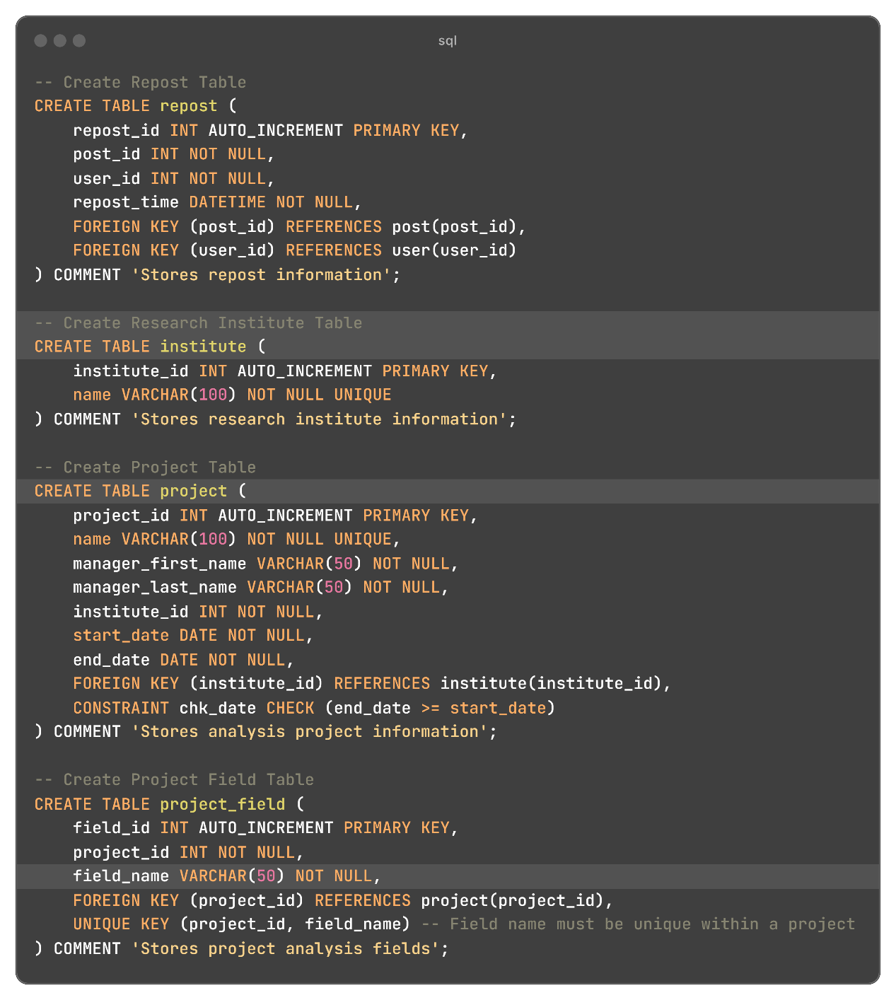 sql
-- Create Repost Table
CREATE TABLE repost (
    repost_id INT AUTO_INCREMENT PRIMARY KEY,
    post_id INT NOT NULL,
    user_id INT NOT NULL,
    repost_time DATETIME NOT NULL,
    FOREIGN KEY (post_id) REFERENCES post(post_id),
    FOREIGN KEY (user_id) REFERENCES user(user_id)
) COMMENT 'Stores repost information';

-- Create Research Institute Table
CREATE TABLE institute (
    institute_id INT AUTO_INCREMENT PRIMARY KEY,
    name VARCHAR(100) NOT NULL UNIQUE
) COMMENT 'Stores research institute information';

-- Create Project Table
CREATE TABLE project (
    project_id INT AUTO_INCREMENT PRIMARY KEY,
    name VARCHAR(100) NOT NULL UNIQUE,
    manager_first_name VARCHAR(50) NOT NULL,
    manager_last_name VARCHAR(50) NOT NULL,
    institute_id INT NOT NULL,
    start_date DATE NOT NULL,
    end_date DATE NOT NULL,
    FOREIGN KEY (institute_id) REFERENCES institute(institute_id),
    CONSTRAINT chk_date CHECK (end_date >= start_date)
) COMMENT 'Stores analysis project information';

-- Create Project Field Table
CREATE TABLE project_field (
    field_id INT AUTO_INCREMENT PRIMARY KEY,
    project_id INT NOT NULL,
    field_name VARCHAR(50) NOT NULL,
    FOREIGN KEY (project_id) REFERENCES project(project_id),
    UNIQUE KEY (project_id, field_name) -- Field name must be unique within a project
) COMMENT 'Stores project analysis fields';